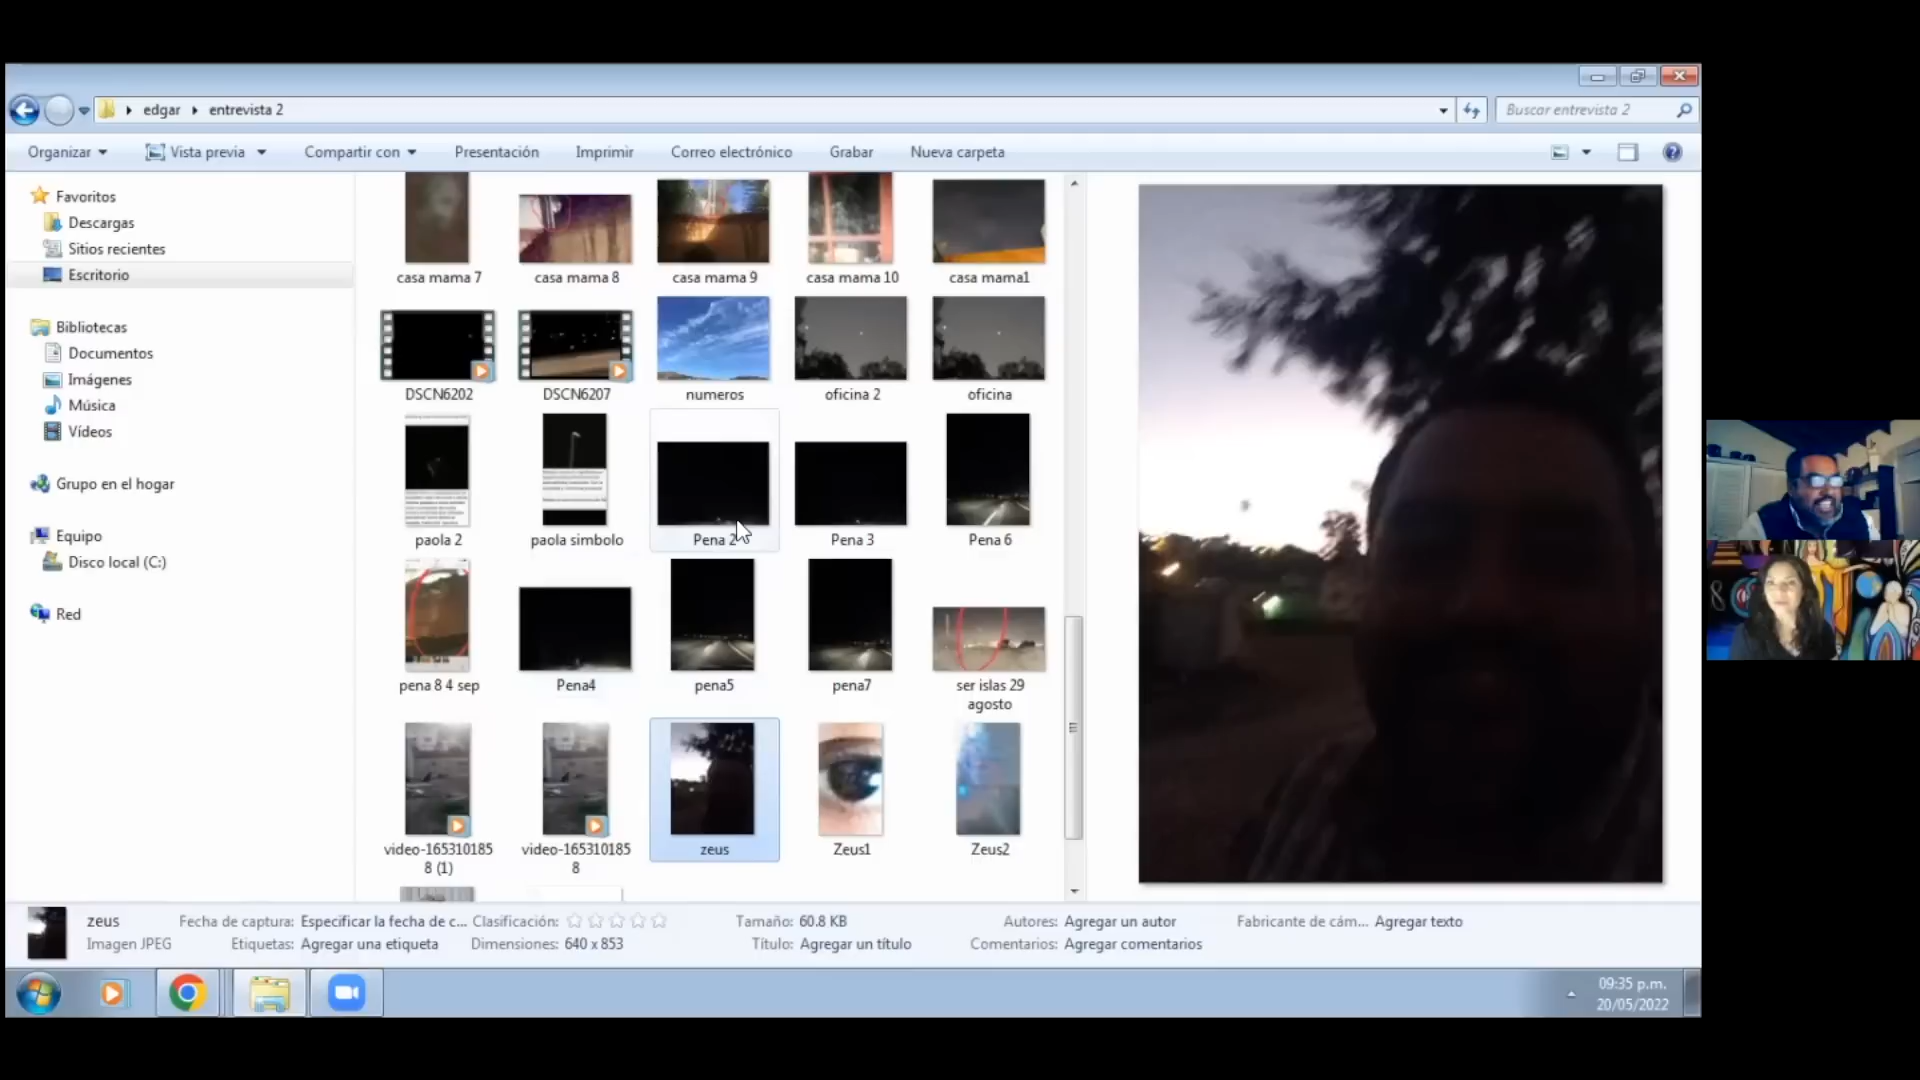 edgar
entrevista 2
Buscar entrevista 2
Organizar
Vista previa
Compartir con
Presentación
Imprimir
Correo electrónico
Grabar
Nueva carpeta
Favoritos
Descargas
Sitios recientes
Escritorio
Bibliotecas
Documentos
Imágenes
Música
Vídeos
Grupo en el hogar
Equipo
Disco local (C:)
Red
casa mama 7
casa mama 8
casa mama 9
casa mama 10
casa mama1
DSCN6202
DSCN6207
numeros
oficina 2
oficina
paola 2
paola simbolo
Pena 2
Pena 3
Pena 6
pena 8 4 sep
Pena4
pena5
pena7
ser islas 29
agosto
video-165310185
8 (1)
video-165310185
8
zeus
Zeus1
Zeus2
zeus
Imagen JPEG
Fecha de captura: Especificar la fecha de c...
Etiquetas: Agregar una etiqueta
Clasificación:
Dimensiones: 640 x 853
Tamaño: 60.8 KB
Título: Agregar un título
Autores: Agregar un autor
Comentarios: Agregar comentarios
Fabricante de cám... Agregar texto
09:35 p.m.
20/05/2022